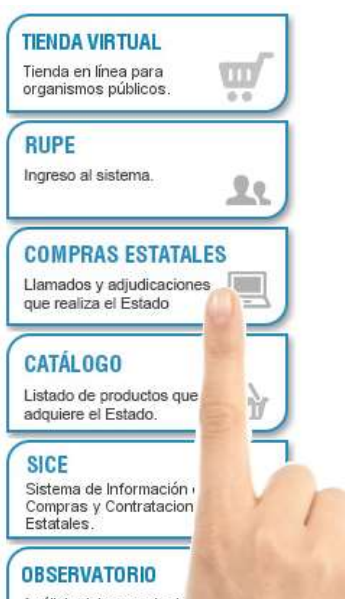 TIENDA VIRTUAL
Tienda en línea para
organismos públicos.
RUPE
Ingreso al sistema.
COMPRAS ESTATALES
Llamados y adjudicaciones
que realiza el Estado
CATÁLOGO
Listado de productos que
adquiere el Estado.
SICE
Sistema de Información
Compras y Contratacion
Estatales.
OBSERVATORIO